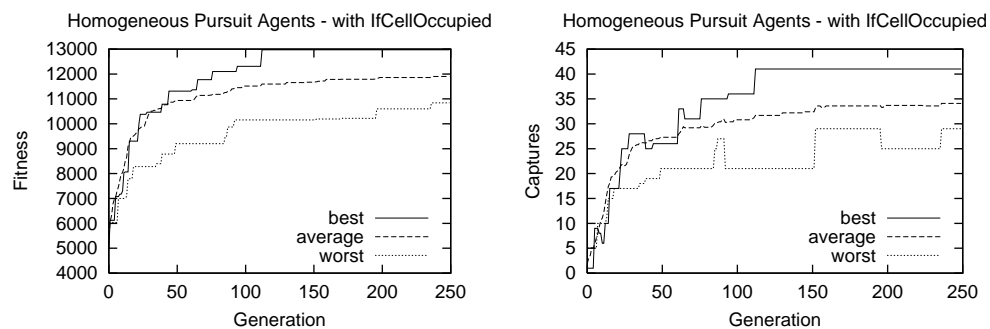 Homogeneous Pursuit Agents - with IfCellOccupied
13000
12000
11000
10000
9000
8000
7000
6000
5000
4000
Fitness
best
average
worst
0 50 100 150 200 250
Generation
Homogeneous Pursuit Agents - with IfCellOccupied
45
40
35
30
25
20
15
10
5
0
Captures
best
average
worst
0 50 100 150 200 250
Generation